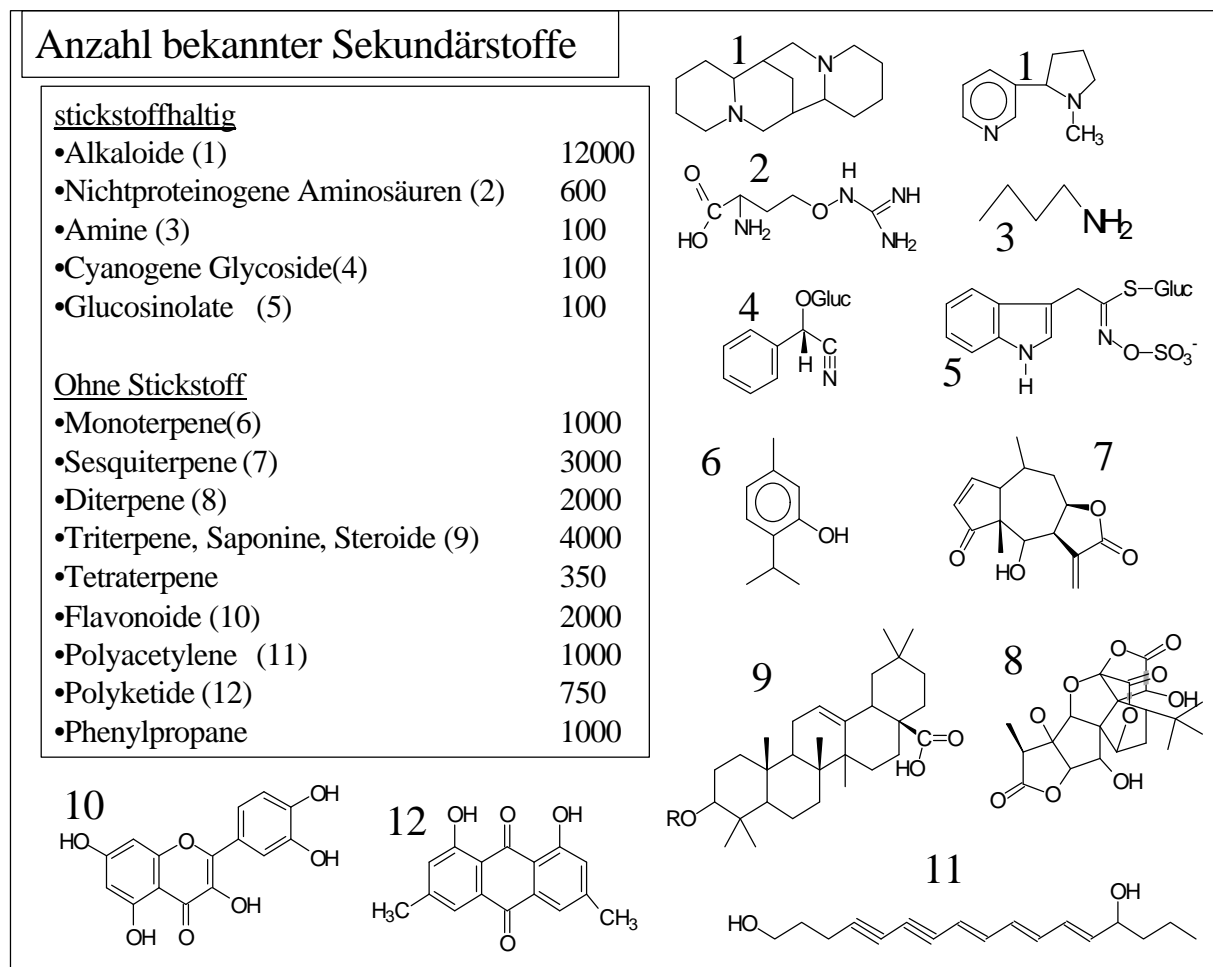 Anzahl bekannter Sekundärstoffe
stickstoffhaltig
•Alkaloide (1) 12000
•Nichtproteinogene Aminosäuren (2) 600
•Amine (3) 100
•Cyanogene Glycoside(4) 100
•Glucosinolate (5) 100
Ohne Stickstoff
•Monoterpene(6) 1000
•Sesquiterpene (7) 3000
•Diterpene (8) 2000
•Triterpene, Saponine, Steroide (9) 4000
•Tetraterpene 350
•Flavonoide (10) 2000
•Polyacetylene (11) 1000
•Polyketide (12) 750
•Phenylpropane 1000
1
N
N
1
N
N
CH3
2
O
HO
NH2
O
H
N
NH
NH2
3
NH2
4
OGluc
H
N
5
N
H
S
Gluc
N
O
SO3-
6
OH
7
O
HO
O
O
8
O
O
O
O
OH
O
O
O
O
OH
9
O
HO
RO
10
HO
O
OH
OH
OH
OH
O
12
OH
O
OH
H3C
O
CH3
11
HO
OH